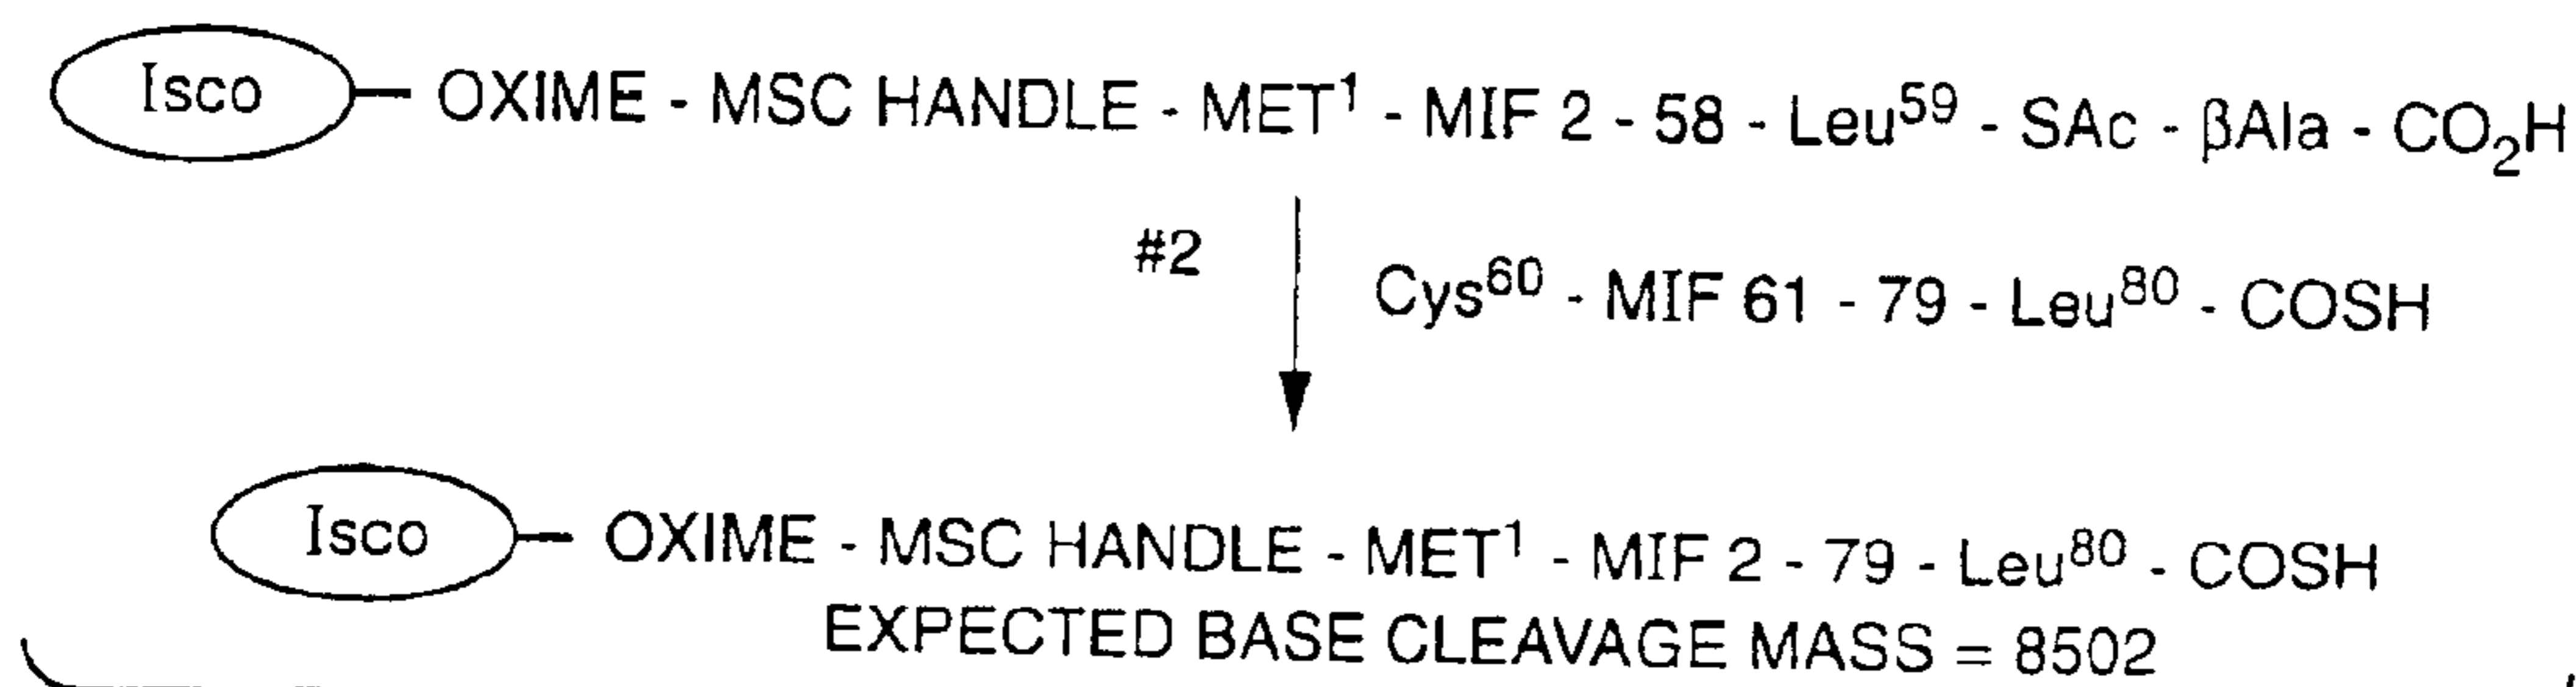 Isco - OXIME - MSC HANDLE - MET¹ - MIF 2 - 58 - Leu⁵⁹ - SAc - βAla - CO₂H
#2
Cys⁶⁰ - MIF 61 - 79 - Leu⁸⁰ - COSH
Isco - OXIME - MSC HANDLE - MET¹ - MIF 2 - 79 - Leu⁸⁰ - COSH
EXPECTED BASE CLEAVAGE MASS = 8502